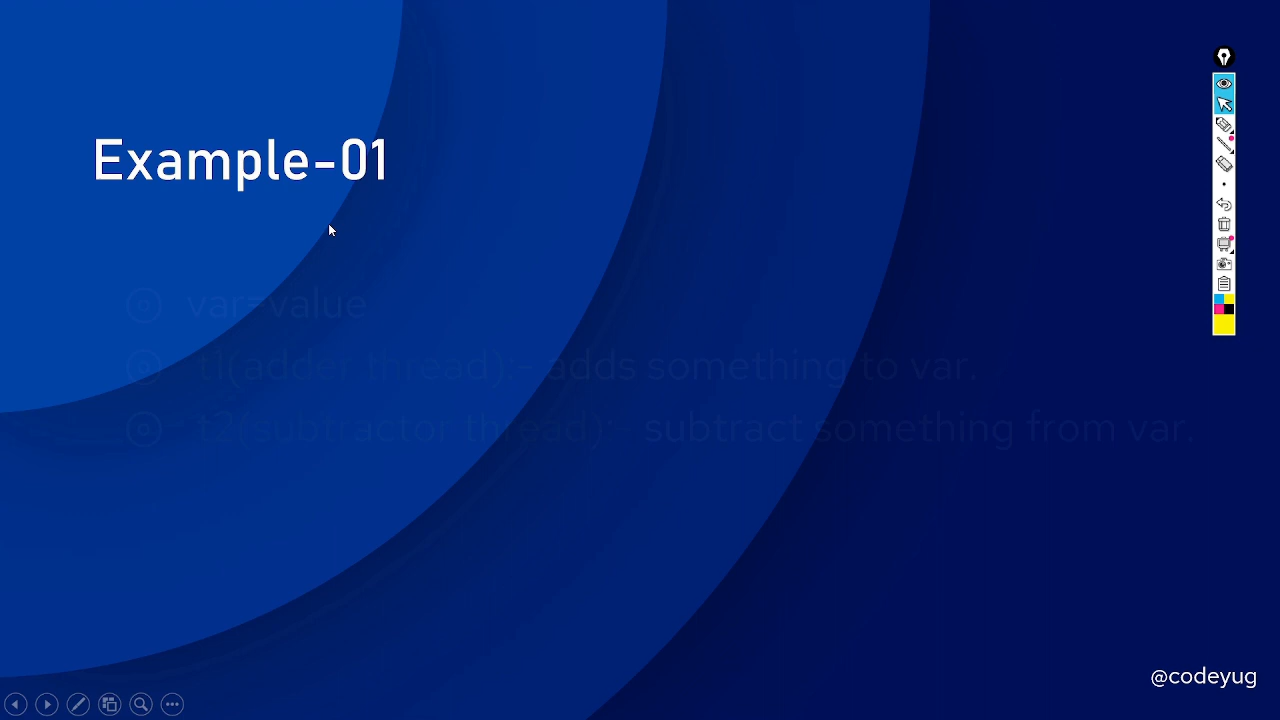 Example-01
var=value
t1(adder thread):- adds something to var.
t2(subtractor thread):- subtract something from var.
@codeyug